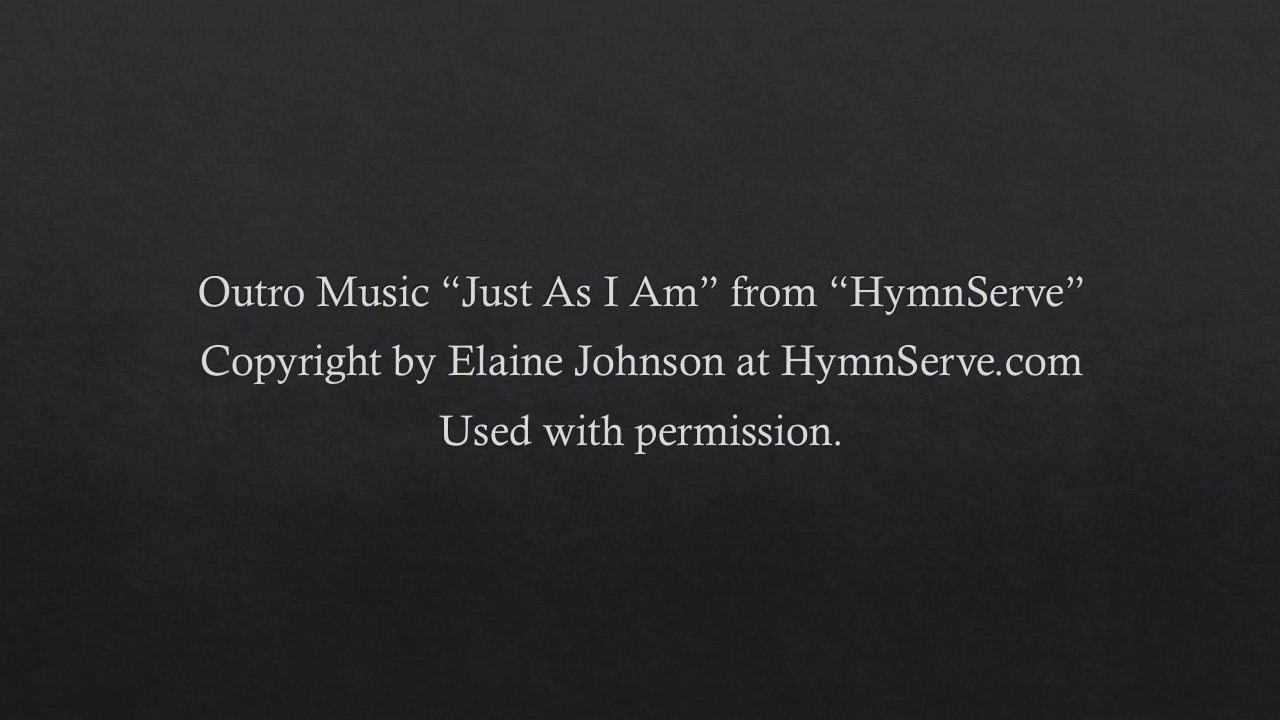 Outro Music “Just As I Am” from “HymnServe”
Copyright by Elaine Johnson at HymnServe.com
Used with permission.